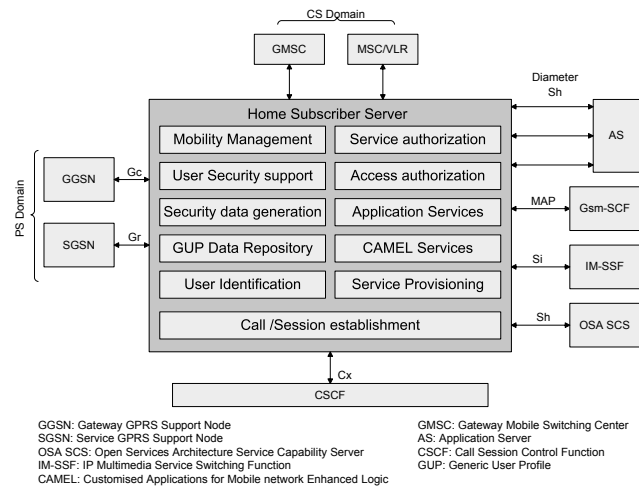 CS Domain
GMSC
MSC/VLR
Diameter
Sh
Home Subscriber Server
AS
Mobility Management
Service authorization
PS Domain
GGSN
Gc
User Security support
Access authorization
MAP
Gsm-SCF
Security data generation
Application Services
SGSN
Gr
GUP Data Repository
CAMEL Services
Si
IM-SSF
User Identification
Service Provisioning
Call /Session establishment
Sh
OSA SCS
Cx
CSCF
GGSN: Gateway GPRS Support Node
SGSN: Service GPRS Support Node
OSA SCS: Open Services Architecture Service Capability Server
IM-SSF: IP Multimedia Service Switching Function
CAMEL: Customised Applications for Mobile network Enhanced Logic
GMSC: Gateway Mobile Switching Center
AS: Application Server
CSCF: Call Session Control Function
GUP: Generic User Profile